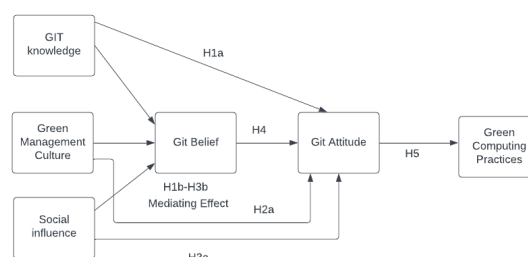 GIT
knowledge
H1a
Green
Management
Culture
Git Belief
H4
Git Attitude
H5
Green
Computing
Practices
H1b-H3b
Mediating Effect
H2a
Social
influence